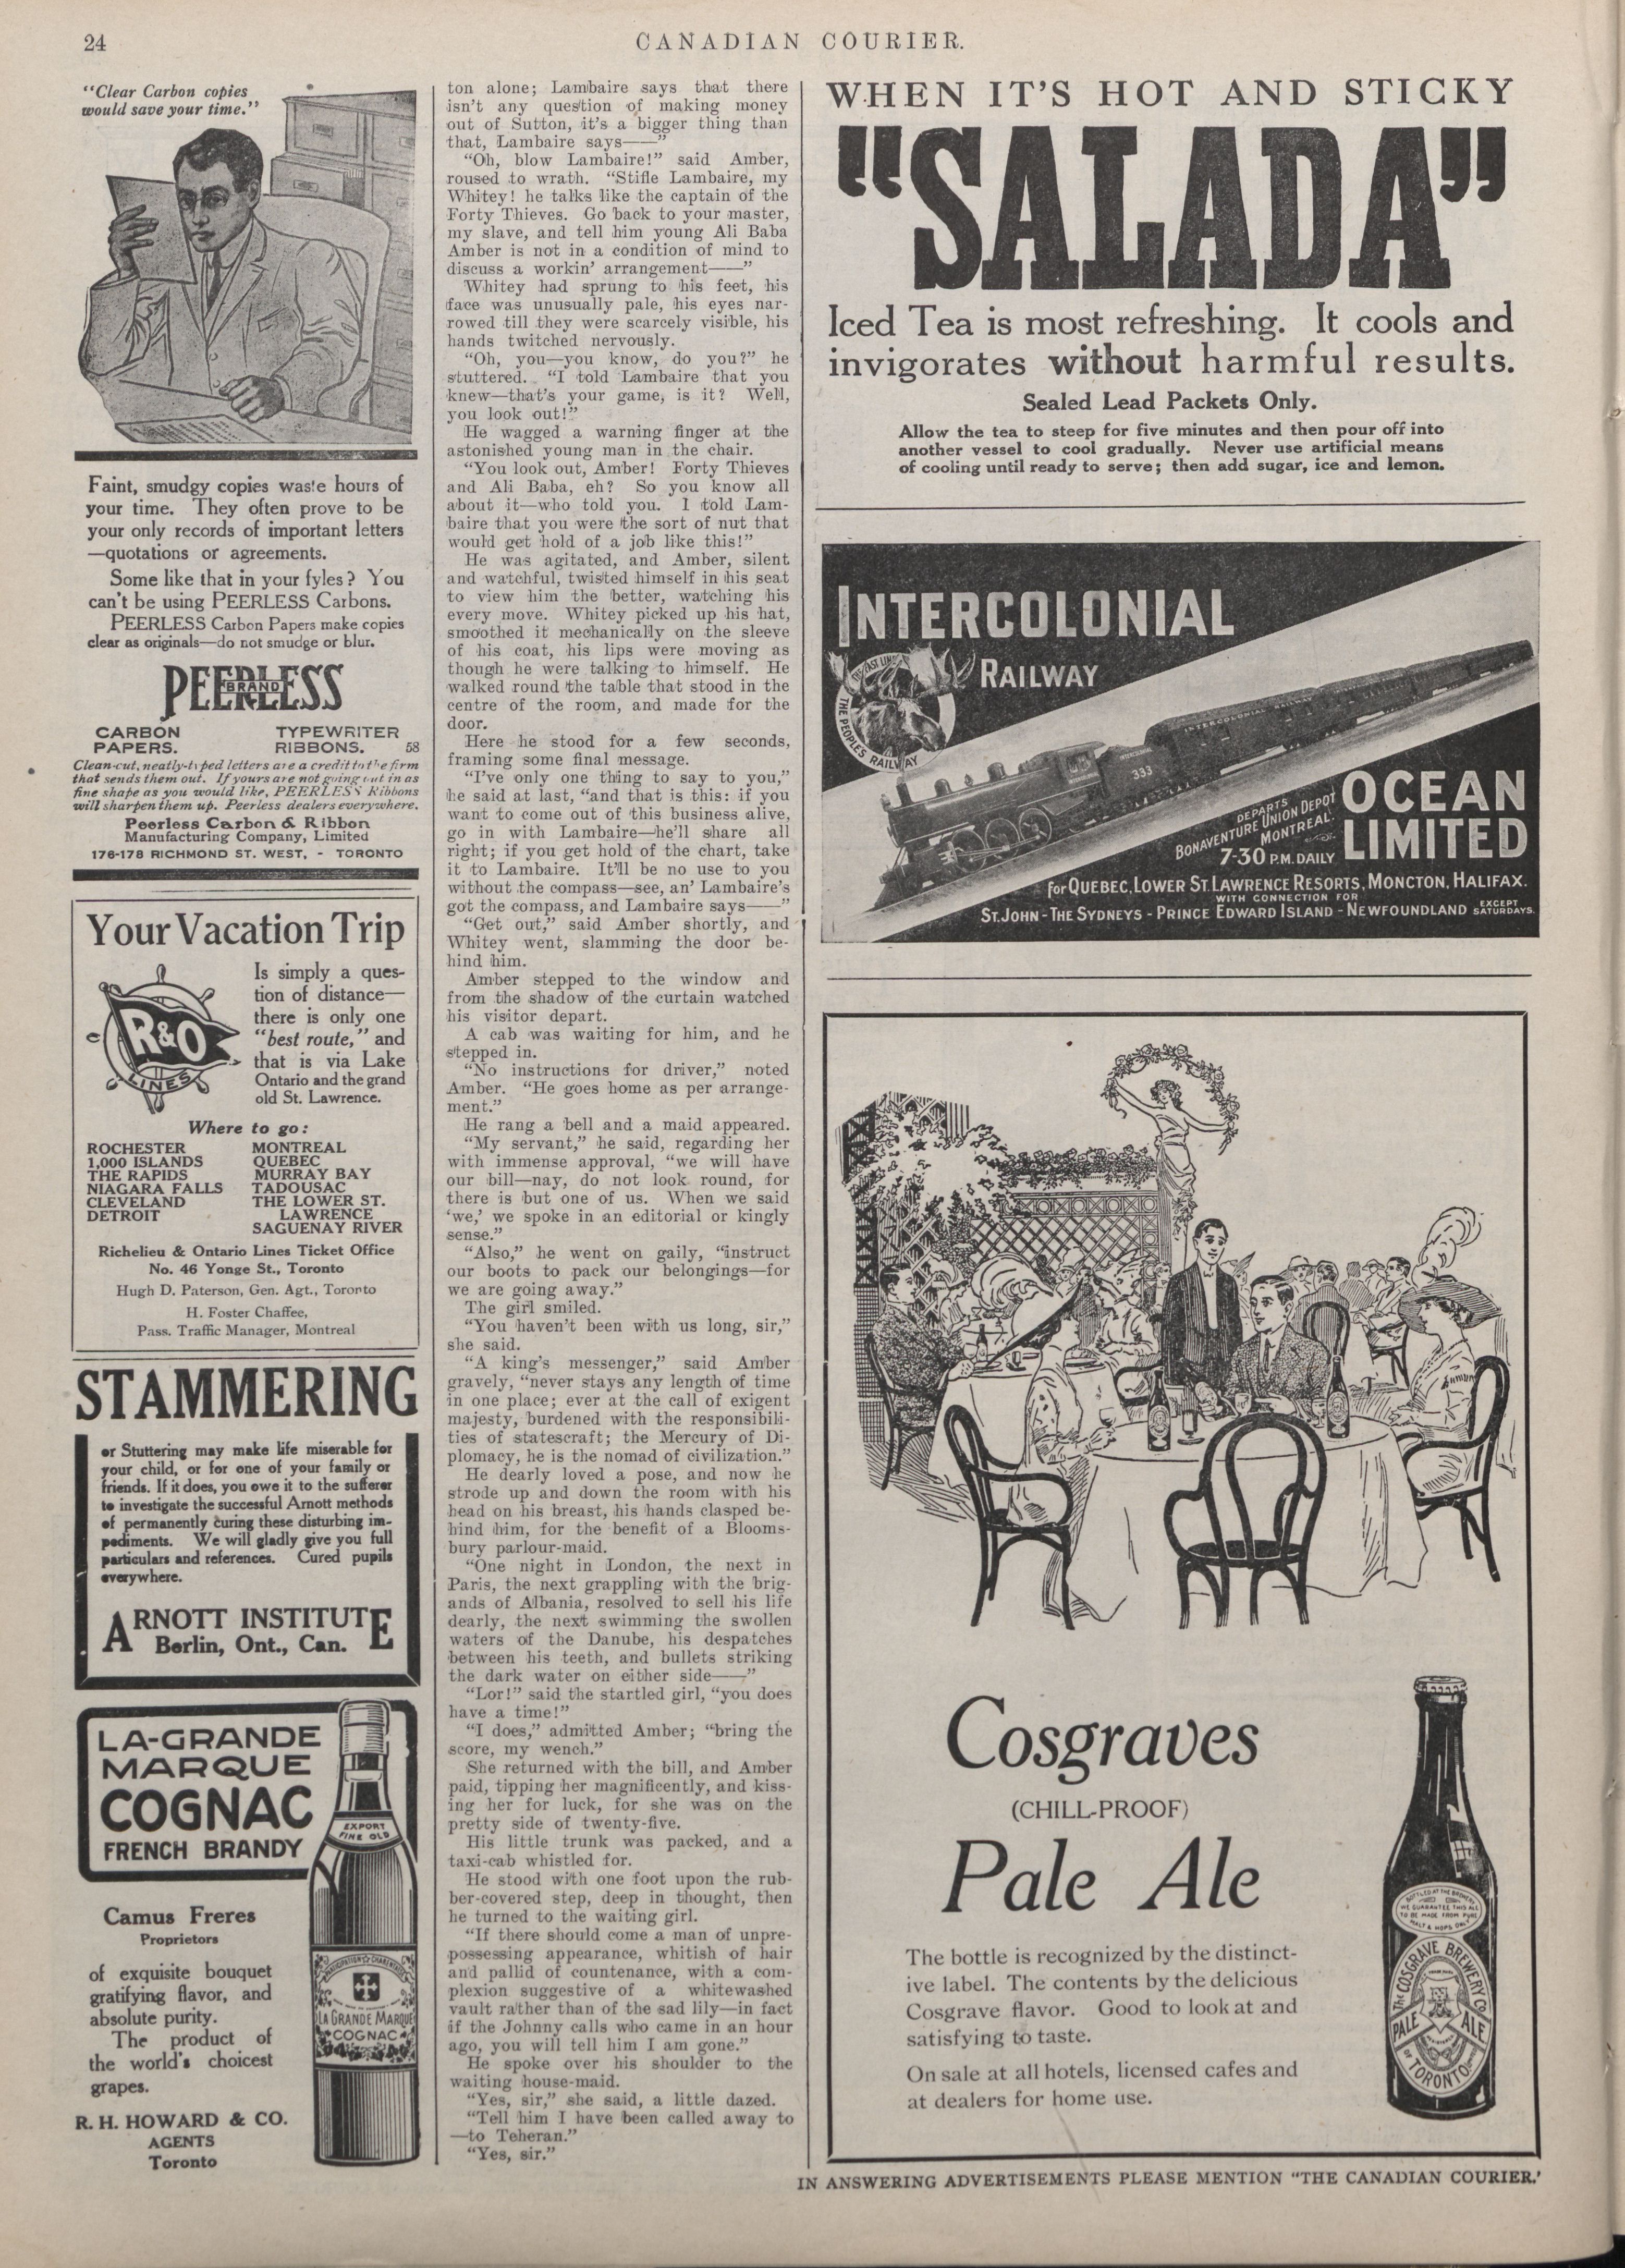 24
CANADIAN COURIER.
"Clear Carbon copies
would save your time."
Faint, smudgy copies waste hours of
your time. They often prove to be
your only records of important letters
—quotations or agreements.
Some like that in your fyles? You
can't be using PEERLESS Carbons.
PEERLESS Carbon Papers make copies
clear as originals—do not smudge or blur.
PEERLESS
BRAND
CARBON TYPEWRITER
PAPERS. RIBBONS. 58
Clean-cut, neatly-typed letters are a credit to the firm
that sends them out. If yours are not going out in as
fine shape as you would like, PEERLESS Ribbons
will sharpen them up. Peerless dealers everywhere.
Peerless Carbon & Ribbon
Manufacturing Company, Limited
176-178 RICHMOND ST. WEST, - TORONTO
Your Vacation Trip
R&O
LINES
Is simply a ques-
tion of distance—
there is only one
"best route," and
that is via Lake
Ontario and the grand
old St. Lawrence.
Where to go:
ROCHESTER MONTREAL
1,000 ISLANDS QUEBEC
THE RAPIDS MURRAY BAY
NIAGARA FALLS TADOUSAC
CLEVELAND THE LOWER ST.
DETROIT LAWRENCE
SAGUENAY RIVER
Richelieu & Ontario Lines Ticket Office
No. 46 Yonge St., Toronto
Hugh D. Paterson, Gen. Agt., Toronto
H. Foster Chaffee,
Pass. Traffic Manager, Montreal
STAMMERING
or Stuttering may make life miserable for
your child, or for one of your family or
friends. If it does, you owe it to the sufferer
to investigate the successful Arnott methods
of permanently curing these disturbing im-
pediments. We will gladly give you full
particulars and references. Cured pupils
everywhere.
ARNOTT INSTITUTE
Berlin, Ont., Can.
LA-GRANDE
MARQUE
COGNAC
FRENCH BRANDY
EXPORT
FINE OLD
Camus Freres
Proprietors
of exquisite bouquet
gratifying flavor, and
absolute purity.
The product of
the world's choicest
grapes.
LA GRANDE MARQUE
COGNAC
R. H. HOWARD & CO.
AGENTS
Toronto
ton alone; Lambaire says that there
isn't any question of making money
out of Sutton, it's a bigger thing than
that, Lambaire says——"
"Oh, blow Lambaire!" said Amber,
roused to wrath. "Stifle Lambaire, my
Whitey! he talks like the captain of the
Forty Thieves. Go back to your master,
my slave, and tell him young Ali Baba
Amber is not in a condition of mind to
discuss a workin' arrangement——"
Whitey had sprung to his feet, his
face was unusually pale, his eyes nar-
rowed till they were scarcely visible, his
hands twitched nervously.
"Oh, you—you know, do you?" he
stuttered. "I told Lambaire that you
knew—that's your game, is it? Well,
you look out!"
He wagged a warning finger at the
astonished young man in the chair.
"You look out, Amber! Forty Thieves
and Ali Baba, eh? So you know all
about it—who told you. I told Lam-
baire that you were the sort of nut that
would get hold of a job like this!"
He was agitated, and Amber, silent
and watchful, twisted himself in his seat
to view him the better, watching his
every move. Whitey picked up his hat,
smoothed it mechanically on the sleeve
of his coat, his lips were moving as
though he were talking to himself. He
walked round the table that stood in the
centre of the room, and made for the
door.
Here he stood for a few seconds,
framing some final message.
"I've only one thing to say to you,"
he said at last, "and that is this: if you
want to come out of this business alive,
go in with Lambaire—he'll share all
right; if you get hold of the chart, take
it to Lambaire. It'll be no use to you
without the compass—see, an' Lambaire's
got the compass, and Lambaire says——"
"Get out," said Amber shortly, and
Whitey went, slamming the door be-
hind him.
Amber stepped to the window and
from the shadow of the curtain watched
his visitor depart.
A cab was waiting for him, and he
stepped in.
"No instructions for driver," noted
Amber. "He goes home as per arrange-
ment."
He rang a bell and a maid appeared.
"My servant," he said, regarding her
with immense approval, "we will have
our bill—nay, do not look round, for
there is but one of us. When we said
'we,' we spoke in an editorial or kingly
sense."
"Also," he went on gaily, "instruct
our boots to pack our belongings—for
we are going away."
The girl smiled.
"You haven't been with us long, sir,"
she said.
"A king's messenger," said Amber
gravely, "never stays any length of time
in one place; ever at the call of exigent
majesty, burdened with the responsibili-
ties of statescraft; the Mercury of Di-
plomacy, he is the nomad of civilization."
He dearly loved a pose, and now he
strode up and down the room with his
head on his breast, his hands clasped be-
hind him, for the benefit of a Blooms-
bury parlour-maid.
"One night in London, the next in
Paris, the next grappling with the brig-
ands of Albania, resolved to sell his life
dearly, the next swimming the swollen
waters of the Danube, his despatches
between his teeth, and bullets striking
the dark water on either side——"
"Lor!" said the startled girl, "you does
have a time!"
"I does," admitted Amber; "bring the
score, my wench."
She returned with the bill, and Amber
paid, tipping her magnificently, and kiss-
ing her for luck, for she was on the
pretty side of twenty-five.
His little trunk was packed, and a
taxi-cab whistled for.
He stood with one foot upon the rub-
ber-covered step, deep in thought, then
he turned to the waiting girl.
"If there should come a man of unpre-
possessing appearance, whitish of hair
and pallid of countenance, with a com-
plexion suggestive of a whitewashed
vault rather than of the sad lily—in fact
if the Johnny calls who came in an hour
ago, you will tell him I am gone."
He spoke over his shoulder to the
waiting house-maid.
"Yes, sir," she said, a little dazed.
"Tell him I have been called away to
—to Teheran."
"Yes, sir."
WHEN IT'S HOT AND STICKY
"SALADA"
Iced Tea is most refreshing. It cools and
invigorates without harmful results.
Sealed Lead Packets Only.
Allow the tea to steep for five minutes and then pour off into
another vessel to cool gradually. Never use artificial means
of cooling until ready to serve; then add sugar, ice and lemon.
INTERCOLONIAL
RAILWAY
THE FAST LINE
THE PEOPLE'S RAILWAY
INTERCOLONIAL RAILWAY
333
DEPARTS
BONAVENTURE UNION DEPOT
MONTREAL.
7-30 P.M. DAILY
OCEAN
LIMITED
for QUEBEC, LOWER ST. LAWRENCE RESORTS, MONCTON, HALIFAX.
WITH CONNECTION FOR
ST. JOHN - THE SYDNEYS - PRINCE EDWARD ISLAND - NEWFOUNDLAND EXCEPT SATURDAYS.
Cosgraves
(CHILL-PROOF)
Pale Ale
The bottle is recognized by the distinct-
ive label. The contents by the delicious
Cosgrave flavor. Good to look at and
satisfying to taste.
On sale at all hotels, licensed cafes and
at dealers for home use.
BOTTLED AT THE BREWERY
WE GUARANTEE THIS ALE
TO BE MADE FROM PURE
MALT & HOPS ONLY
THE COSGRAVE BREWERY CO.
PALE ALE
OF TORONTO
IN ANSWERING ADVERTISEMENTS PLEASE MENTION "THE CANADIAN COURIER."